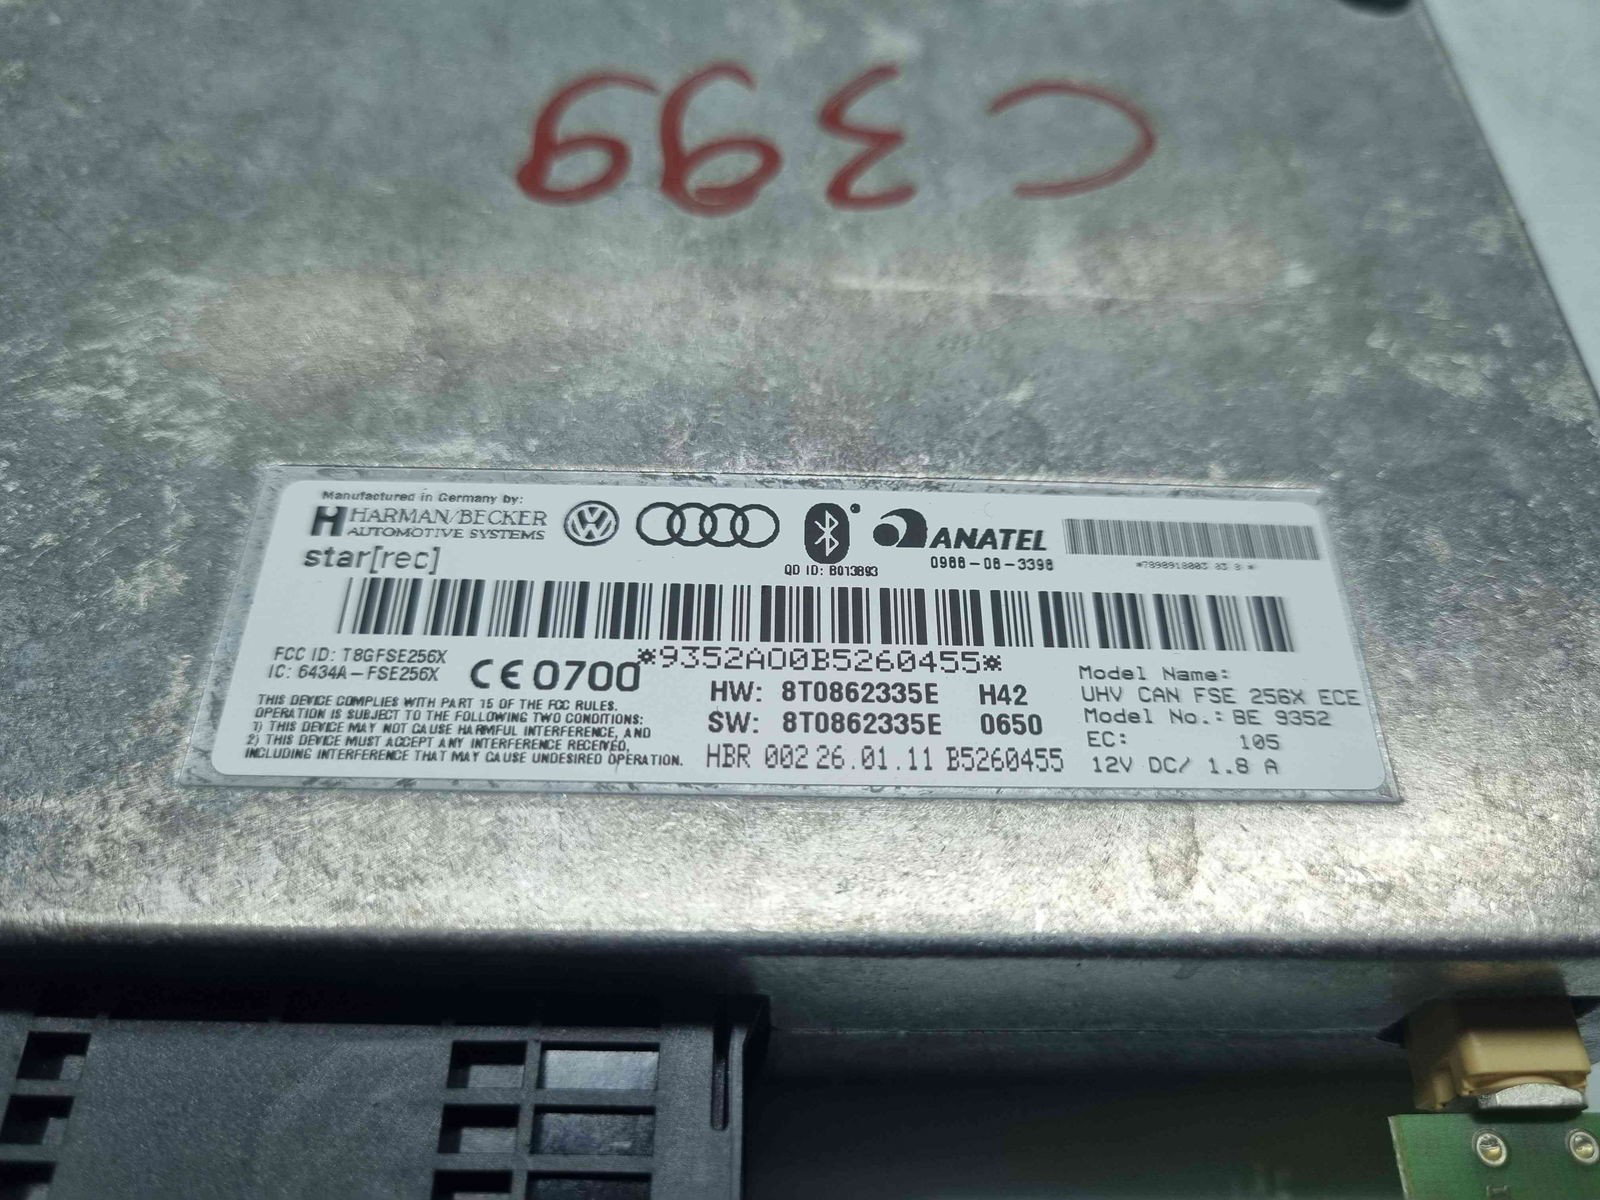 C399
Manufactured in Germany by:
HARMAN/BECKER
AUTOMOTIVE SYSTEMS
star[rec]
QD ID: B013893
ANATEL
0988-08-3398
*9352A00B5260455*
FCC ID: T8GFSE256X
IC: 6434A-FSE256X
CE 0700
THIS DEVICE COMPLIES WITH PART 15 OF THE FCC RULES.
OPERATION IS SUBJECT TO THE FOLLOWING TWO CONDITIONS:
1) THIS DEVICE MAY NOT CAUSE HARMFUL INTERFERENCE, AND
2) THIS DEVICE MUST ACCEPT ANY INTERFERENCE RECEIVED,
INCLUDING INTERFERENCE THAT MAY CAUSE UNDESIRED OPERATION.
HW: 8T0862335E H42
SW: 8T0862335E 0650
HBR 002 26.01.11 B5260455
Model Name:
UHV CAN FSE 256X ECE
Model No.: BE 9352
EC: 105
12V DC/ 1.8 A